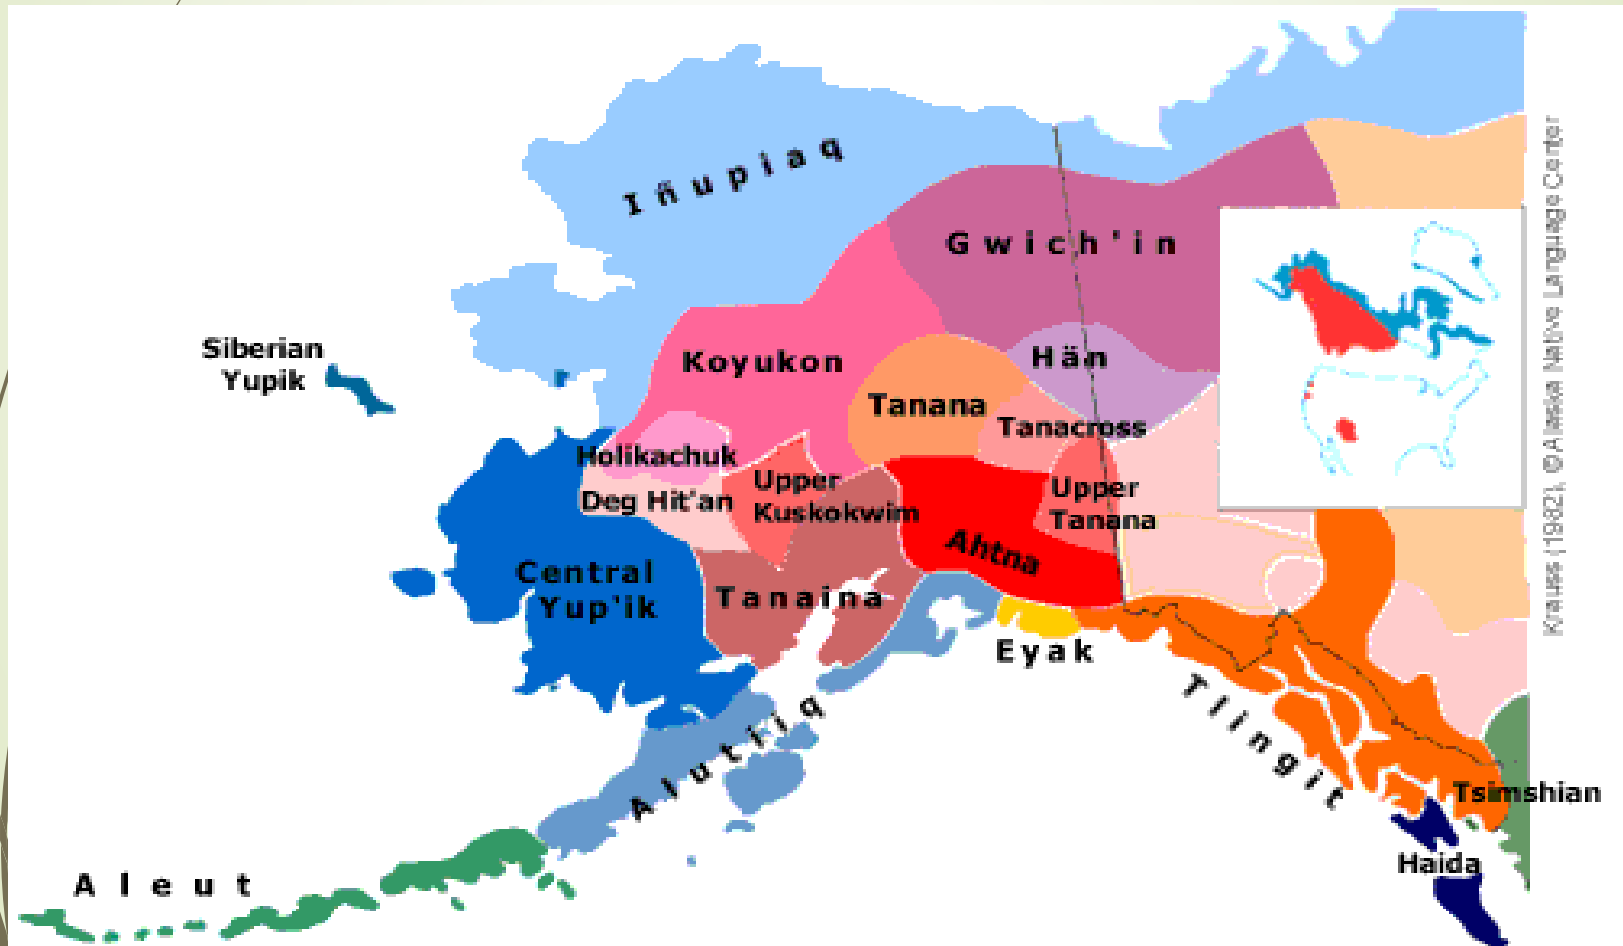 Iñupiaq
Gwich'in
Siberian
Yupik
Koyukon
Hän
Tanana
Tanacross
Holikachuk
Deg Hit'an
Upper
Kuskokwim
Upper
Tanana
Ahtna
Central
Yup'ik
Tanaina
Eyak
Alutiiq
Tlingit
Tsimshian
Haida
Aleut
Krauss (1982), ©Alaska Native Language Center